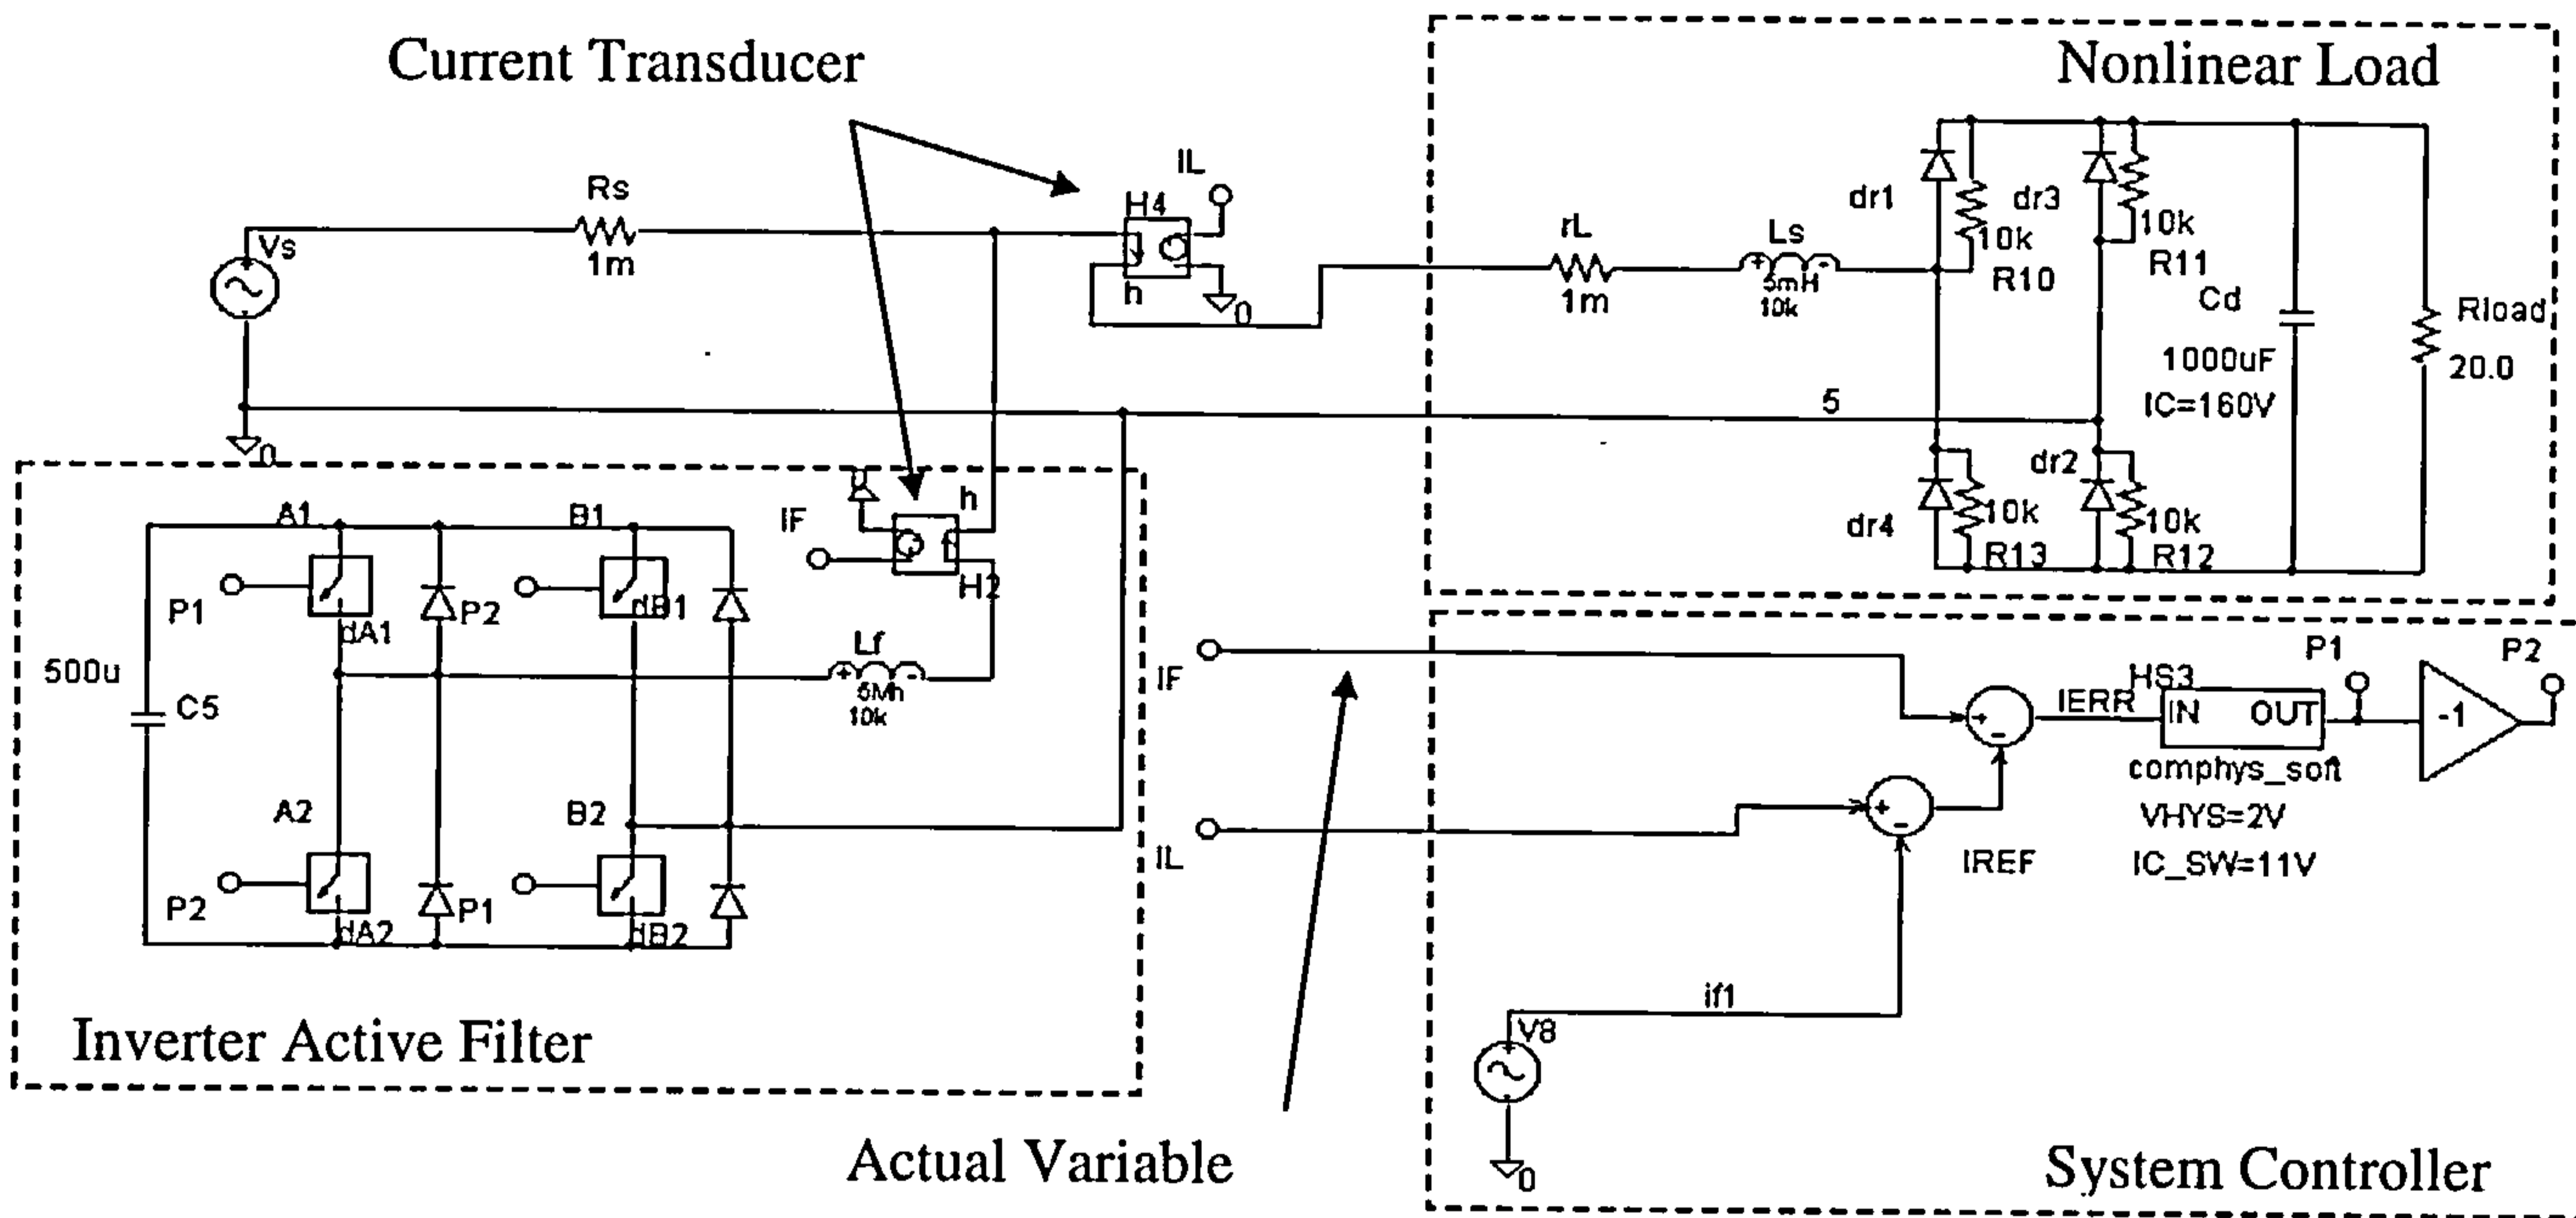 Current Transducer
Nonlinear Load
Vs
Rs
1m
H4
IL
h
0
rL
1m
Ls
5mH
10k
dr1
10k
R10
dr3
10k
R11
Cd
1000uF
IC=160V
Rload
20.0
5
dr4
10k
R13
dr2
10k
R12
0
A1
B1
IF
h
H2
P1
dA1
P2
dB1
500u
C5
Lf
10k
A2
B2
P2
dA2
P1
dB2
Inverter Active Filter
IF
IL
IERR
HS3
IN
OUT
P1
-1
P2
comphys_soft
VHYS=2V
IC_SW=11V
IREF
if1
V8
0
Actual Variable
System Controller